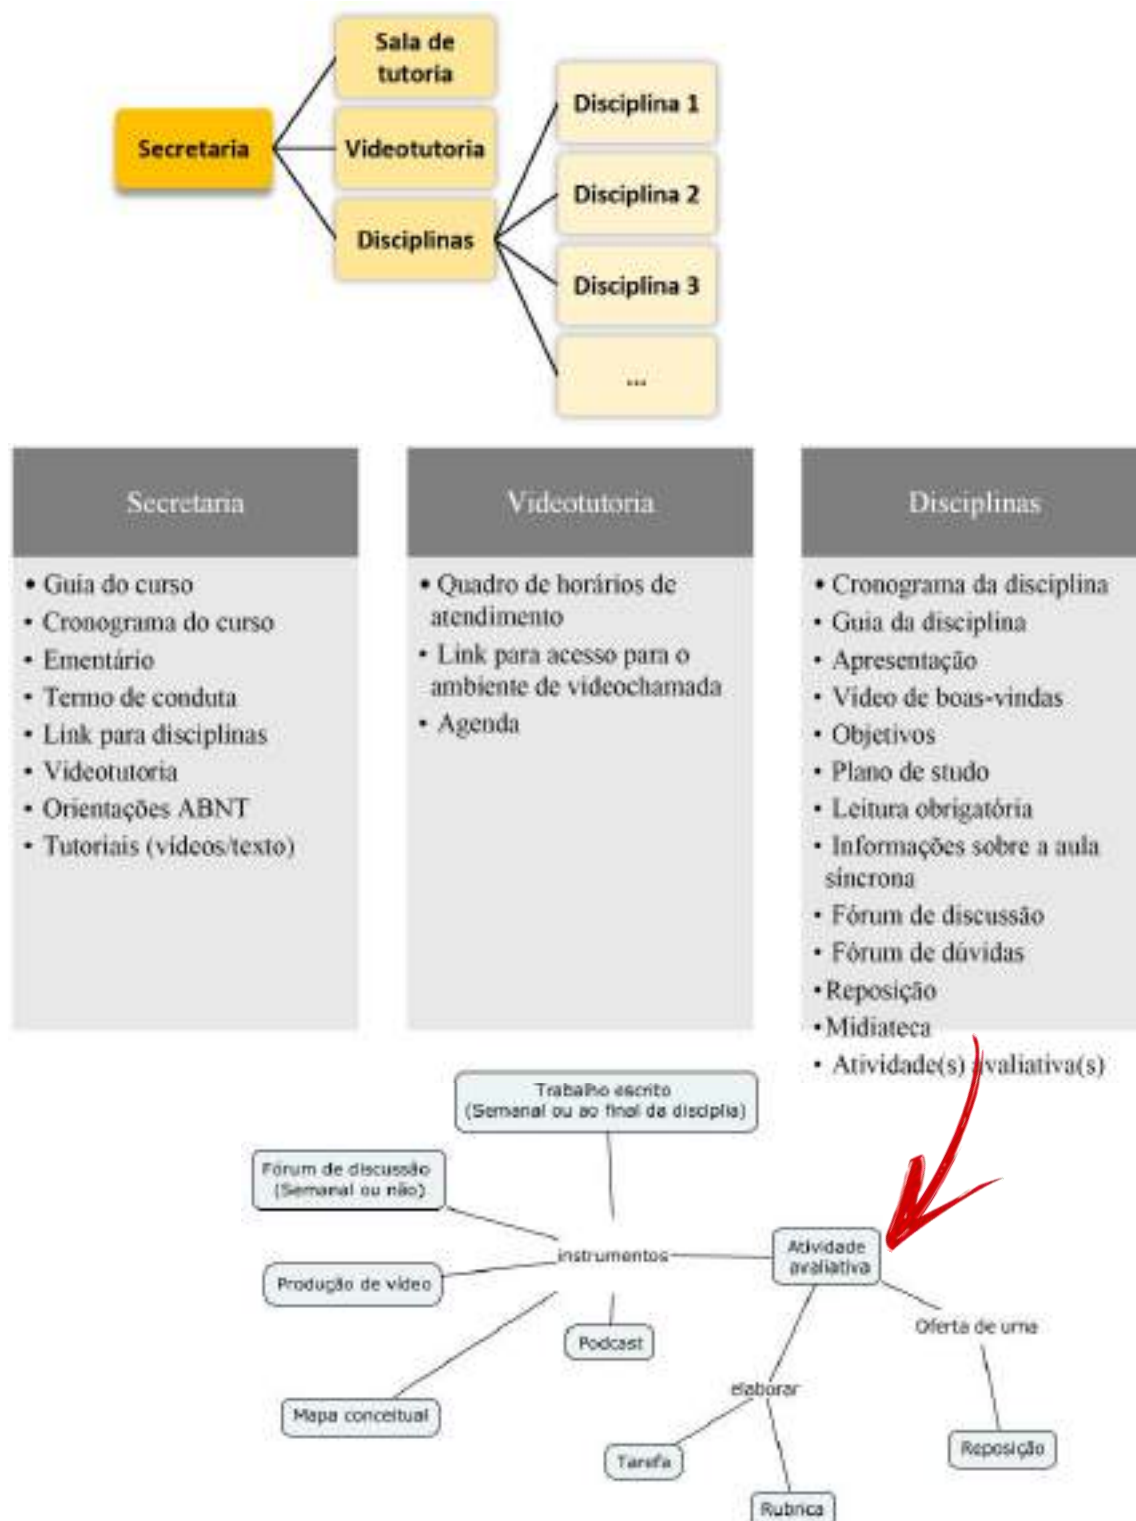 Sala de
tutoria
Secretaria
Videotutoria
Disciplinas
Disciplina 1
Disciplina 2
Disciplina 3
...
Secretaria
• Guia do curso
• Cronograma do curso
• Ementário
• Termo de conduta
• Link para disciplinas
• Videotutoria
• Orientações ABNT
• Tutoriais (vídeos/texto)
Videotutoria
• Quadro de horários de
atendimento
• Link para acesso para o
ambiente de videochamada
• Agenda
Disciplinas
• Cronograma da disciplina
• Guia da disciplina
• Apresentação
• Vídeo de boas-vindas
• Objetivos
• Plano de studo
• Leitura obrigatória
• Informações sobre a aula
síncrona
• Fórum de discussão
• Fórum de dúvidas
• Reposição
• Midiateca
• Atividade(s) avaliativa(s)
Trabalho escrito
(Semanal ou ao final da disciplia)
Fórum de discussão
(Semanal ou não)
instrumentos
Atividade
avaliativa
Produção de vídeo
Podcast
Oferta de uma
Mapa conceitual
elaborar
Tarefa
Reposição
Rubrica